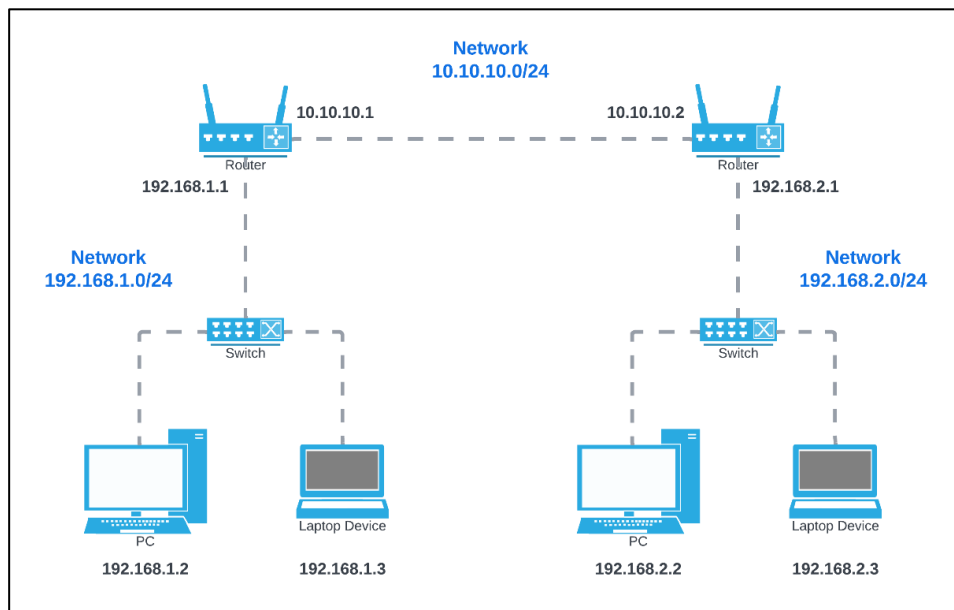 Network
10.10.10.0/24
10.10.10.1
10.10.10.2
Router
Router
192.168.1.1
192.168.2.1
Network
192.168.1.0/24
Network
192.168.2.0/24
Switch
Switch
PC
Laptop Device
PC
Laptop Device
192.168.1.2
192.168.1.3
192.168.2.2
192.168.2.3